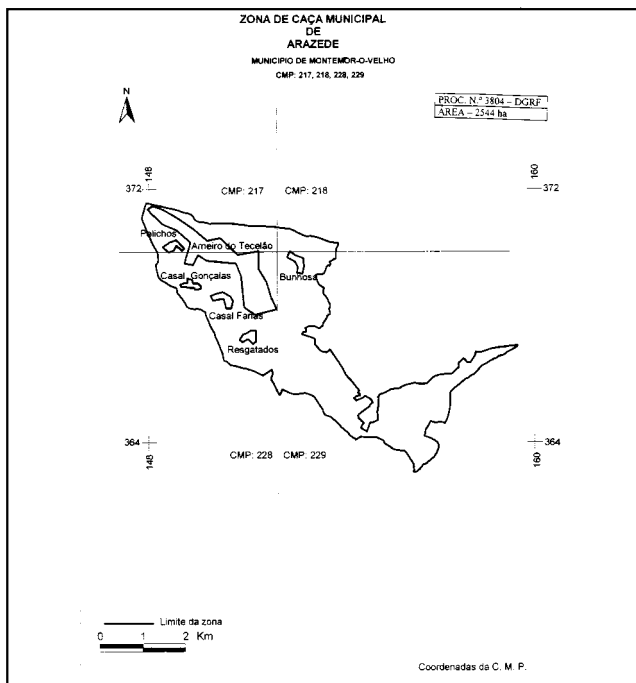 ZONA DE CAÇA MUNICIPAL
DE
ARAZEDE
MUNICIPIO DE MONTEMOR-O-VELHO
CMP: 217, 218, 228, 229
N
PROC. N.º 3804 – DGRF
AREA – 2544 ha
148
160
372
CMP: 217
CMP: 218
372
Pelichos
Ameiro do Tecelão
Casal Gonçalas
Bunhosa
Casal Farias
Resgatados
364
CMP: 228
CMP: 229
364
148
160
Limite da zona
0 1 2 Km
Coordenadas da C. M. P.